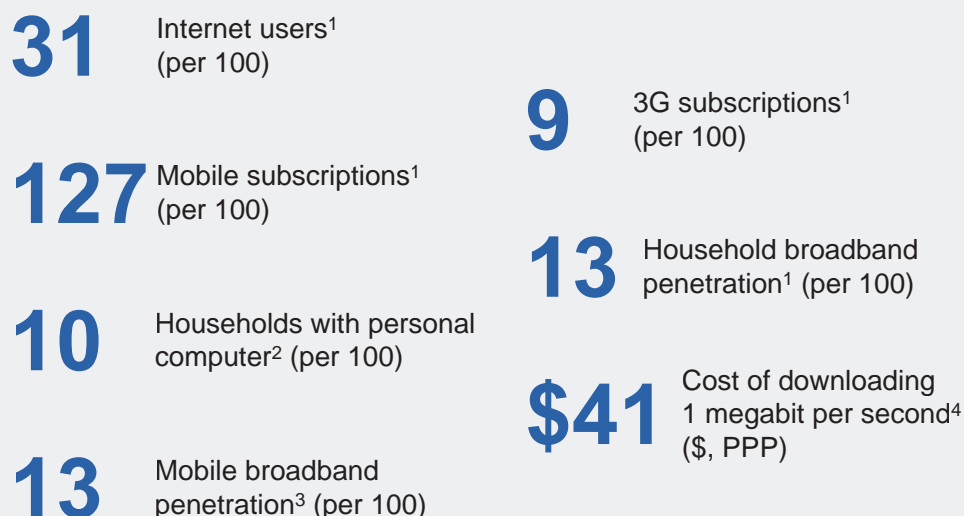 31
Internet users¹
(per 100)
127
Mobile subscriptions¹
(per 100)
10
Households with personal
computer² (per 100)
13
Mobile broadband
penetration³ (per 100)
9
3G subscriptions¹
(per 100)
13
Household broadband
penetration¹ (per 100)
$41
Cost of downloading
1 megabit per second⁴
($, PPP)